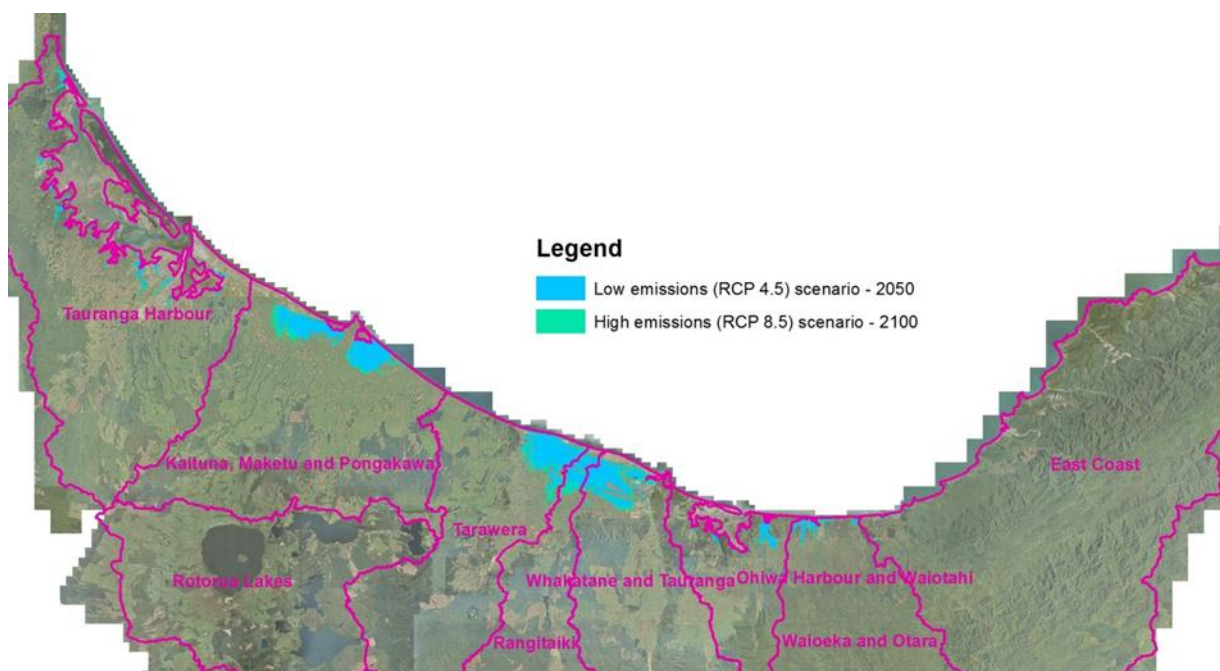 Legend
Low emissions (RCP 4.5) scenario - 2050
High emissions (RCP 8.5) scenario - 2100
Tauranga Harbour
Kaituna, Maketu and Pongakawa
East Coast
Tarawera
Rotorua Lakes
Whakatane and Tauranga
Ohiwa Harbour and Waiotahi
Rangitaiki
Waioeka and Otara